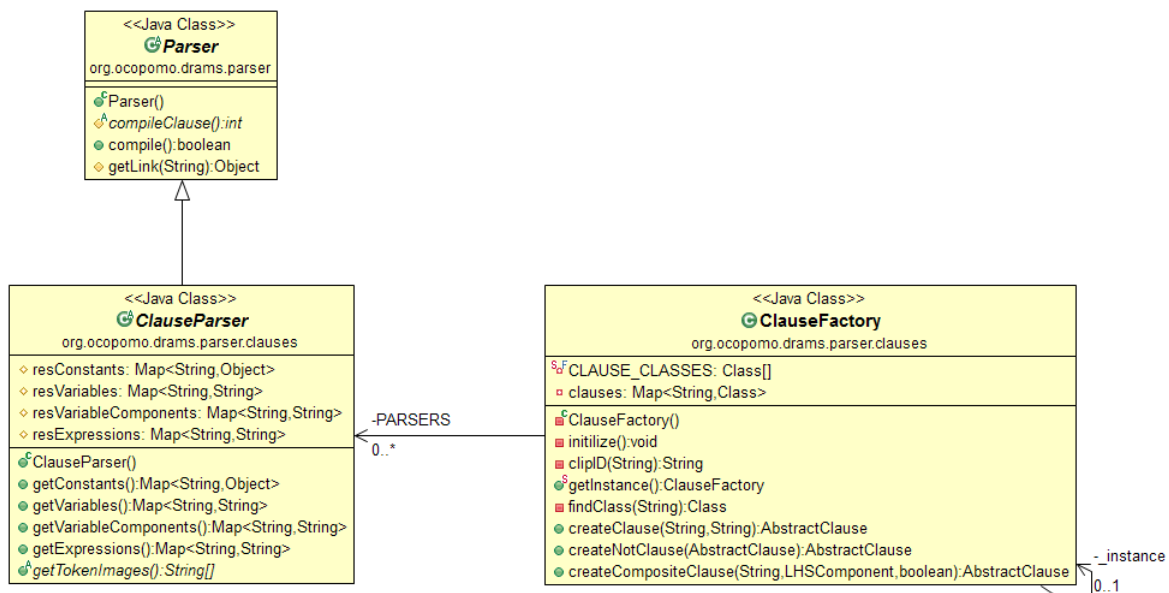 <<Java Class>>
Parser
org.ocopomo.drams.parser
Parser()
compileClause():int
compile():boolean
getLink(String):Object
<<Java Class>>
ClauseParser
org.ocopomo.drams.parser.clauses
resConstants: Map<String,Object>
resVariables: Map<String,String>
resVariableComponents: Map<String,String>
resExpressions: Map<String,String>
ClauseParser()
getConstants():Map<String,Object>
getVariables():Map<String,String>
getVariableComponents():Map<String,String>
getExpressions():Map<String,String>
getTokenImages():String[]
-PARSERS
0..*
<<Java Class>>
ClauseFactory
org.ocopomo.drams.parser.clauses
CLAUSE_CLASSES: Class[]
clauses: Map<String,Class>
ClauseFactory()
initilize():void
clipID(String):String
getInstance():ClauseFactory
findClass(String):Class
createClause(String,String):AbstractClause
createNotClause(AbstractClause):AbstractClause
createCompositeClause(String,LHSComponent,boolean):AbstractClause
-_instance
0..1